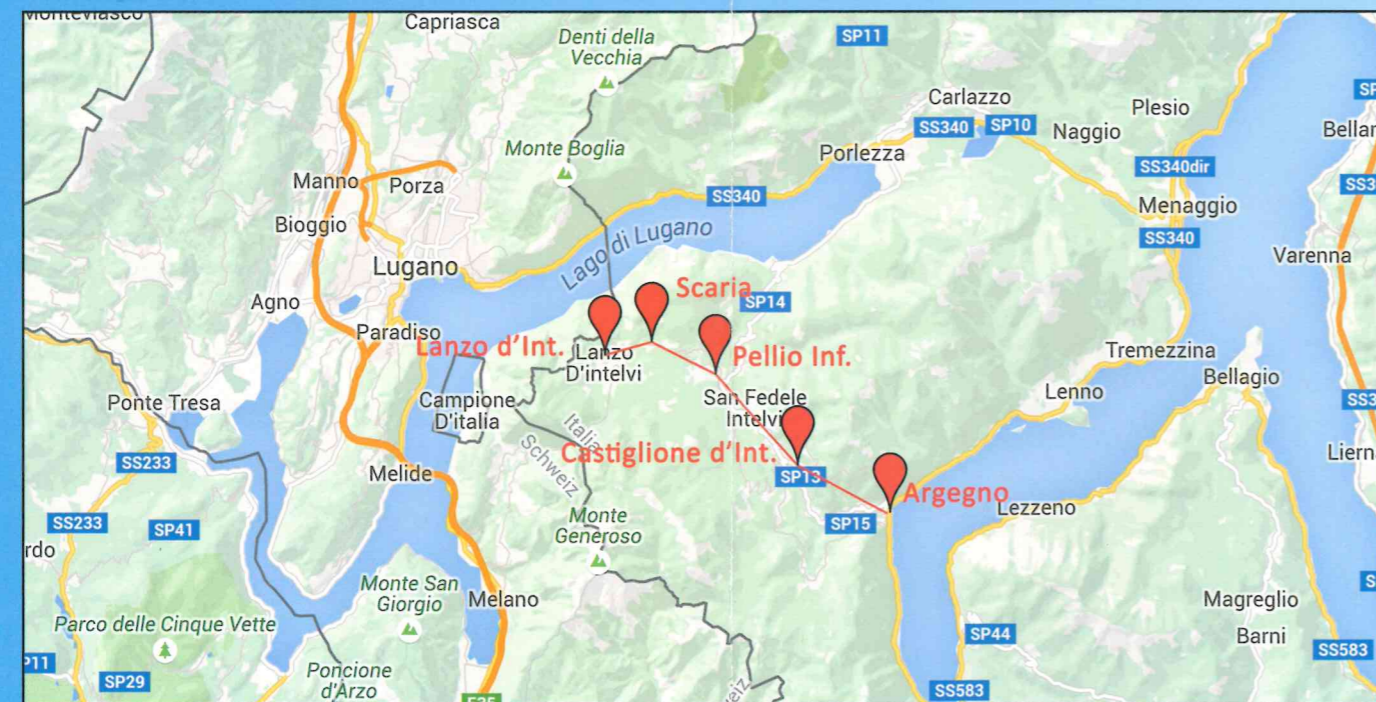 Monteviasco
Capriasca
Denti della
Vecchia
SP11
Carlazzo
Plesio
SS340
SP10
Naggio
Monte Boglia
Porlezza
SS340dir
Manno
Porza
SS340
Menaggio
Bioggio
SS340
Lago di Lugano
Varenna
Lugano
Scaria
SP14
Agno
Paradiso
Lanzo d'Int.
Lanzo
D'intelvi
Pellio Inf.
Tremezzina
Bellagio
Ponte Tresa
Campione
D'italia
San Fedele
Intelvi
Lenno
Italia
Schweiz
Castiglione d'Int.
SS233
Melide
SP13
Argegno
Lezzeno
SS233
SP41
Monte
Generoso
SP15
Monte San
Giorgio
Melano
Magreglio
Parco delle Cinque Vette
SP44
Barni
SS583
Poncione
d'Arzo
SP29
SS583
E35